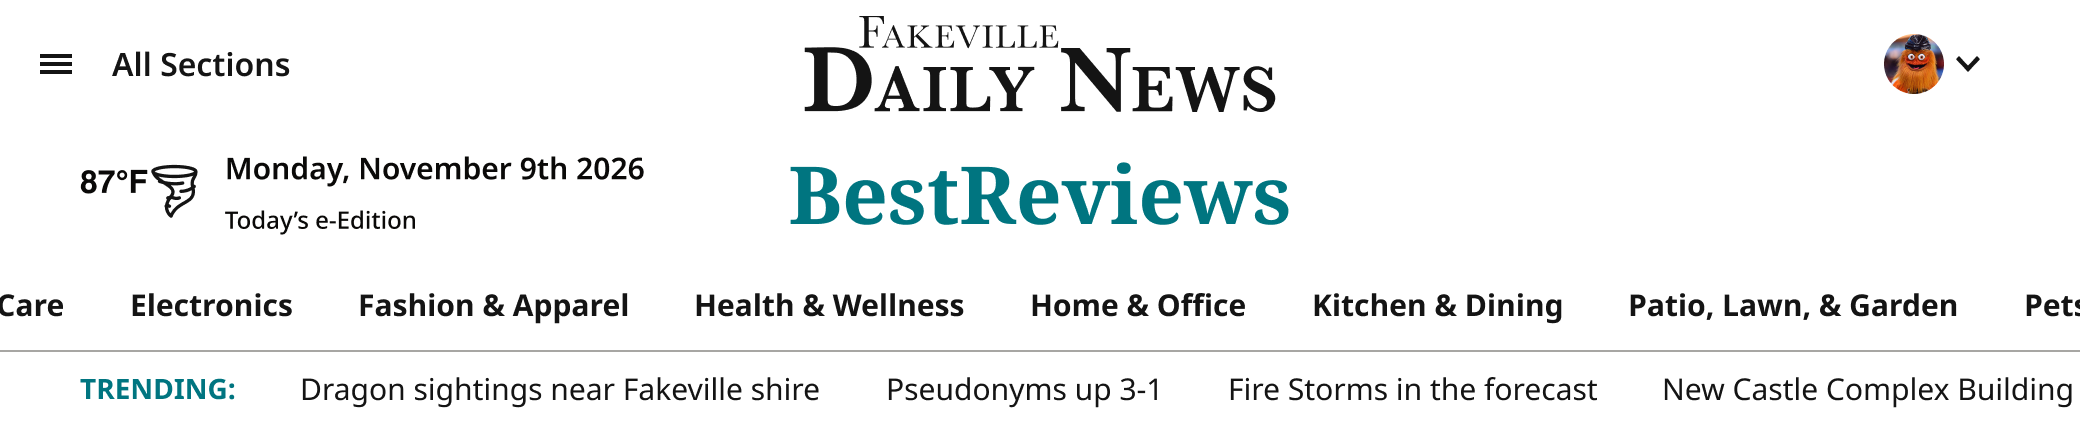 All Sections
FAKEVILLE
DAILY NEWS
87°F
Monday, November 9th 2026
Today’s e-Edition
BestReviews
Care Electronics Fashion & Apparel Health & Wellness Home & Office Kitchen & Dining Patio, Lawn, & Garden Pets
TRENDING: Dragon sightings near Fakeville shire Pseudonyms up 3-1 Fire Storms in the forecast New Castle Complex Building